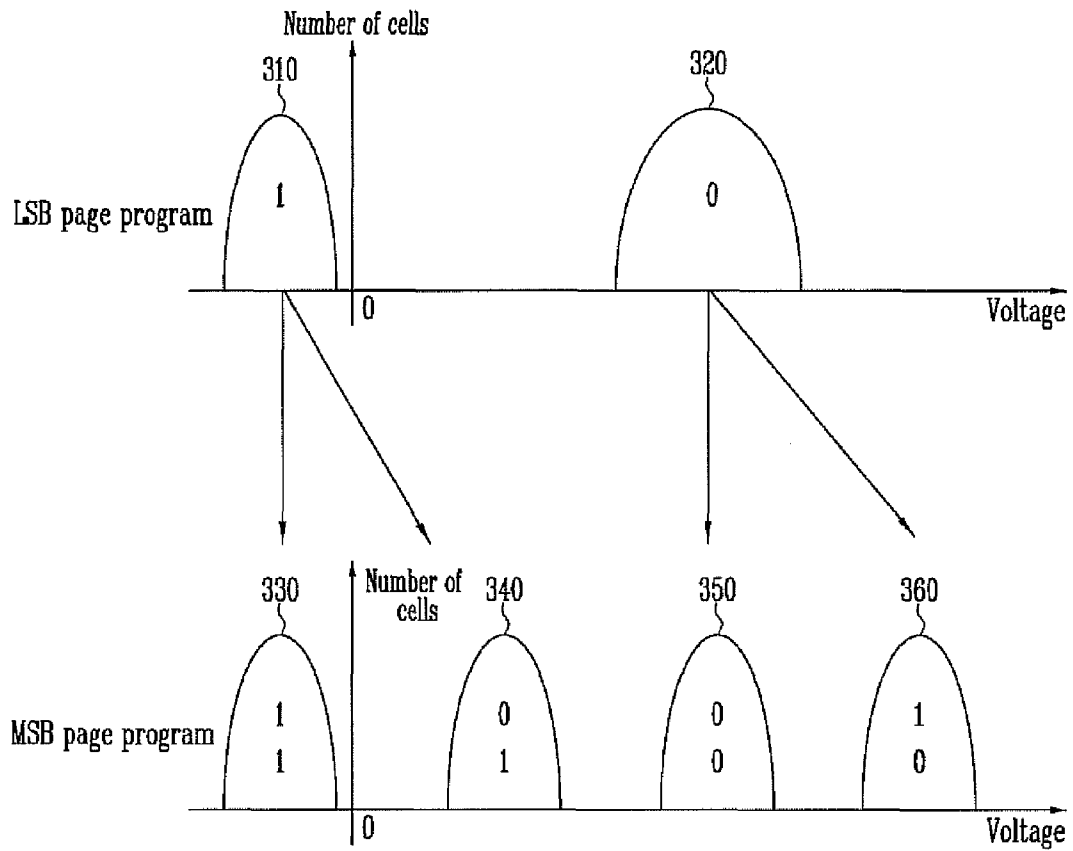 Number of cells
310
320
1
0
LSB page program
0
Voltage
330
Number of
cells
340
350
360
1
0
0
1
MSB page program
1
1
0
0
0
Voltage